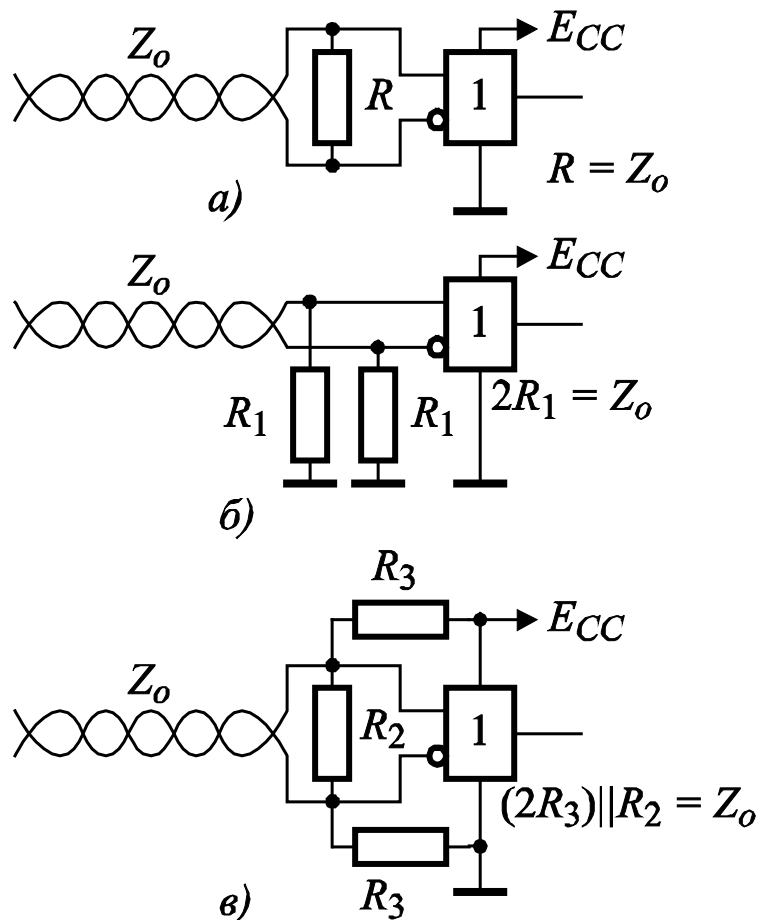 Zo
R
1
ECC
R = Zo
а)
Zo
ECC
1
R1
R1
2R1 = Zo
б)
R3
ECC
Zo
R2
1
(2R3)||R2 = Zo
R3
в)